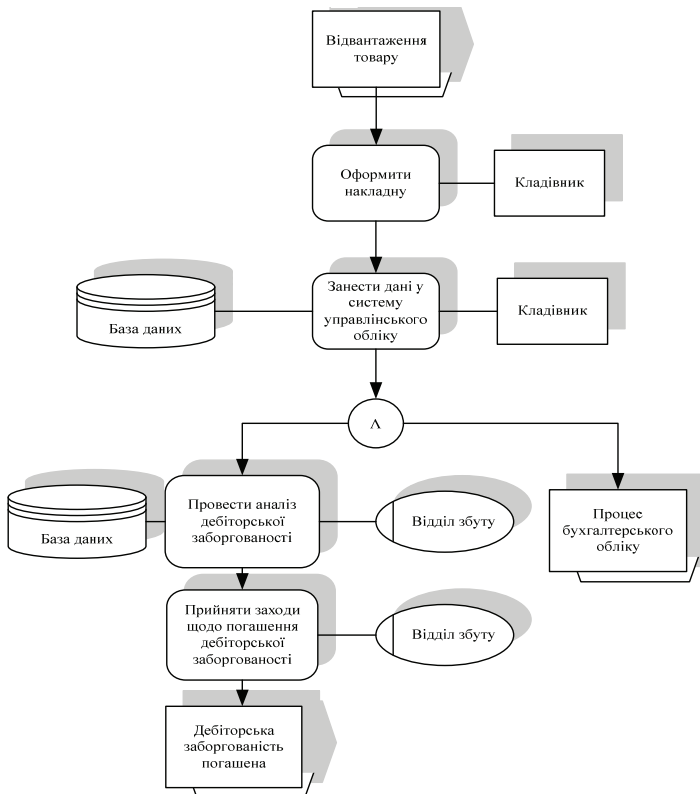 Відвантаження
товару
Оформити
накладну
Кладівник
База даних
Занести дані у
систему
управлінського
обліку
Кладівник
Λ
База даних
Провести аналіз
дебіторської
заборгованості
Відділ збуту
Процес
бухгалтерського
обліку
Прийняти заходи
щодо погашення
дебіторської
заборгованості
Відділ збуту
Дебіторська
заборгованість
погашена